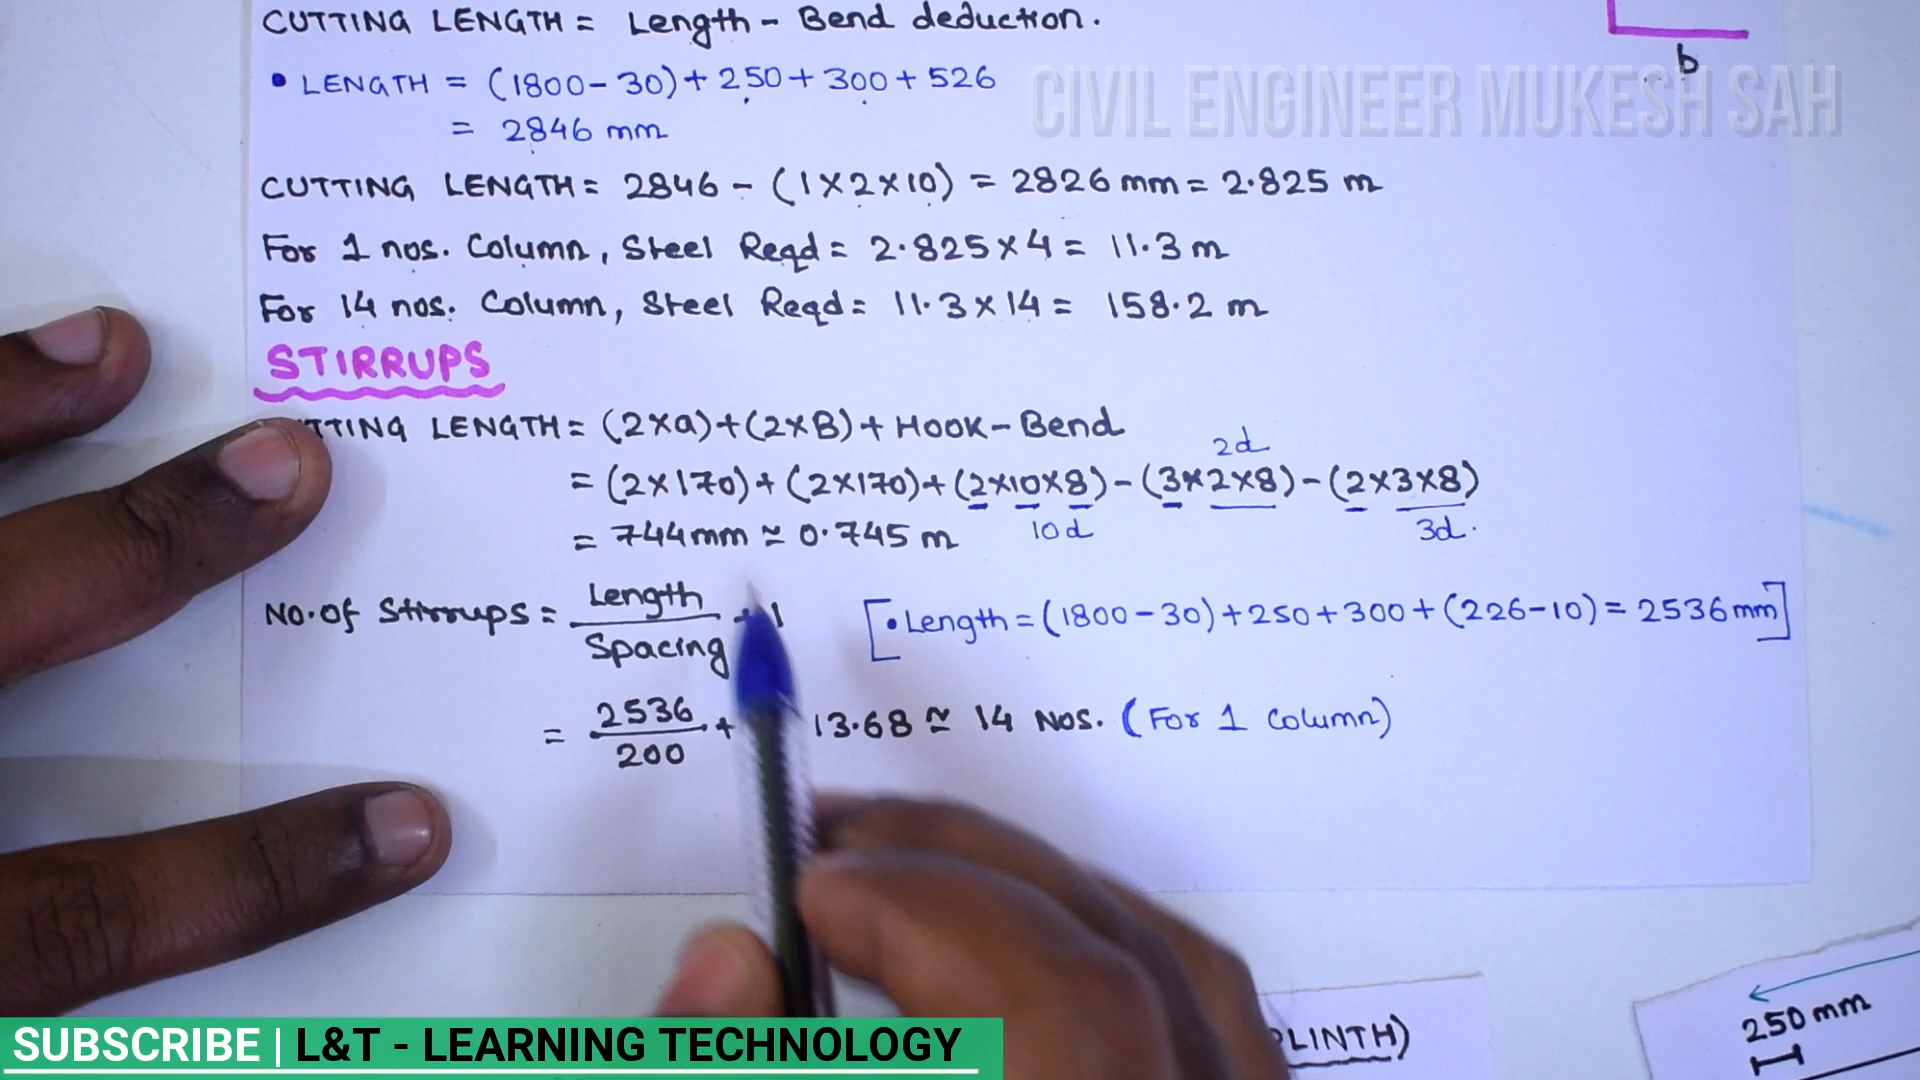 CUTTING LENGTH = Length - Bend deduction.
b
• LENGTH = (1800-30)+250+300+526
CIVIL ENGINEER MUKESH SAH
= 2846 mm
CUTTING LENGTH = 2846 - (1×2×10) = 2826 mm = 2.825 m
For 1 nos. Column, Steel Reqd = 2.825×4 = 11.3 m
For 14 nos. Column, Steel Reqd = 11.3×14 = 158.2 m
STIRRUPS
TTING LENGTH = (2×a)+(2×B)+Hook-Bend
2d
= (2×170)+(2×170)+(2×10×8)-(3×2×8)-(2×3×8)
10d 3d.
= 744mm ≃ 0.745 m
No. of Stirrups = Length / Spacing + 1 [• Length = (1800-30)+250+300+(226-10) = 2536 mm]
= 2536 / 200 + 13.68 ≃ 14 Nos. (For 1 Column)
250 mm
PLINTH)
SUBSCRIBE | L&T - LEARNING TECHNOLOGY